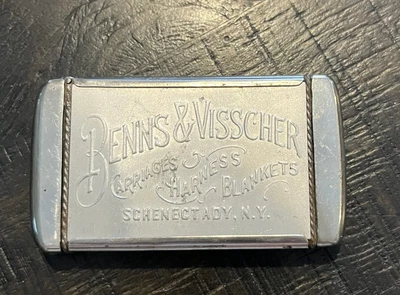 BENNS & VISSCHER
CARRIAGES HARNESS BLANKETS
SCHENECTADY, N.Y.